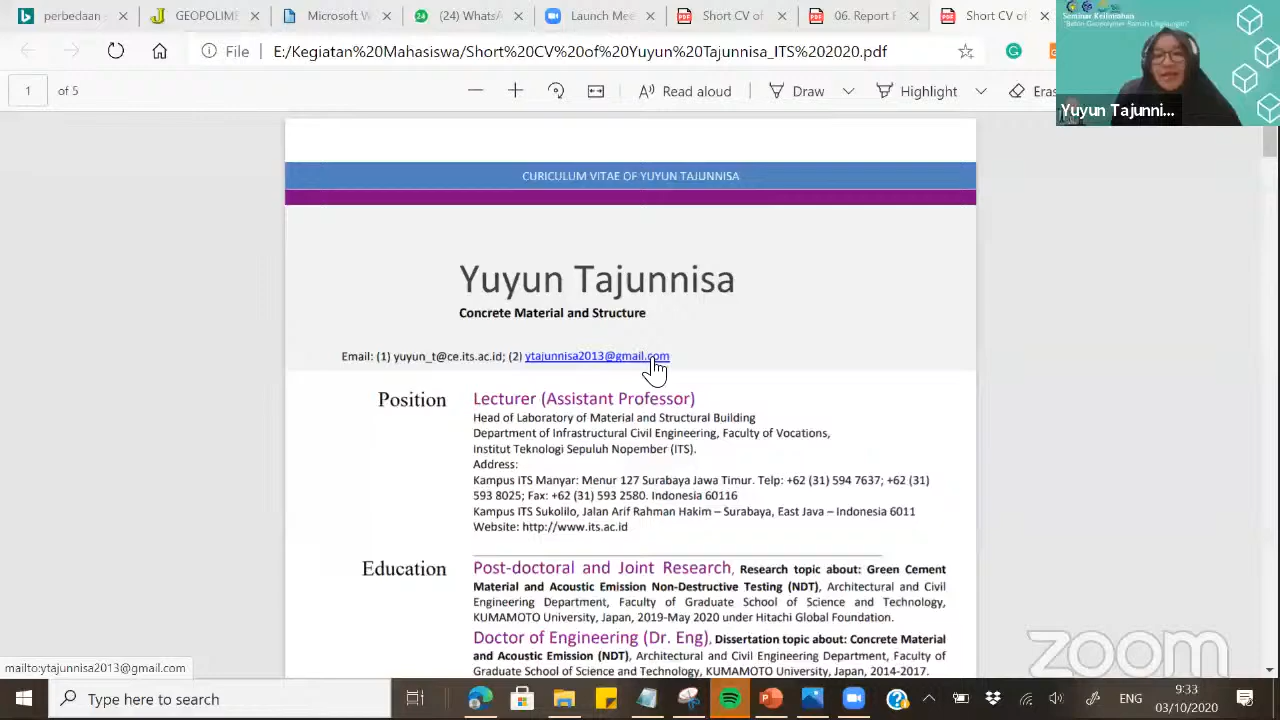 perbedaan
GEOPOLIME
Microsoft
(24) Whats
Launch Me
Short CV of
00 Report F
Short CV o
Seminar Keilmiahan
"Beton Geopolymer Ramah Lingkungan"
File
E:/Kegiatan%20Mahasiswa/Short%20CV%20of%20Yuyun%20Tajunnisa_ITS%202020.pdf
1 of 5
Read aloud
Draw
Highlight
Eras
Yuyun Tajunni...
CURICULUM VITAE OF YUYUN TAJUNNISA
Yuyun Tajunnisa
Concrete Material and Structure
Email: (1) yuyun_t@ce.its.ac.id; (2) ytajunnisa2013@gmail.com
Position
Lecturer (Assistant Professor)
Head of Laboratory of Material and Structural Building
Department of Infrastructural Civil Engineering, Faculty of Vocations,
Institut Teknologi Sepuluh Nopember (ITS).
Address:
Kampus ITS Manyar: Menur 127 Surabaya Jawa Timur. Telp: +62 (31) 594 7637; +62 (31)
593 8025; Fax: +62 (31) 593 2580. Indonesia 60116
Kampus ITS Sukolilo, Jalan Arif Rahman Hakim – Surabaya, East Java – Indonesia 6011
Website: http://www.its.ac.id
Education
Post-doctoral and Joint Research, Research topic about: Green Cement
Material and Acoustic Emission Non-Destructive Testing (NDT), Architectural and Civil
Engineering Department, Faculty of Graduate School of Science and Technology,
KUMAMOTO University, Japan, 2019-May 2020 under Hitachi Global Foundation.
Doctor of Engineering (Dr. Eng). Dissertation topic about: Concrete Material
and Acoustic Emission (NDT), Architectural and Civil Engineering Department, Faculty of
Graduate School of Science and Technology, KUMAMOTO University, Japan, 2014-2017.
zoom
mailto:ytajunnisa2013@gmail.com
Type here to search
ENG
9:33
03/10/2020